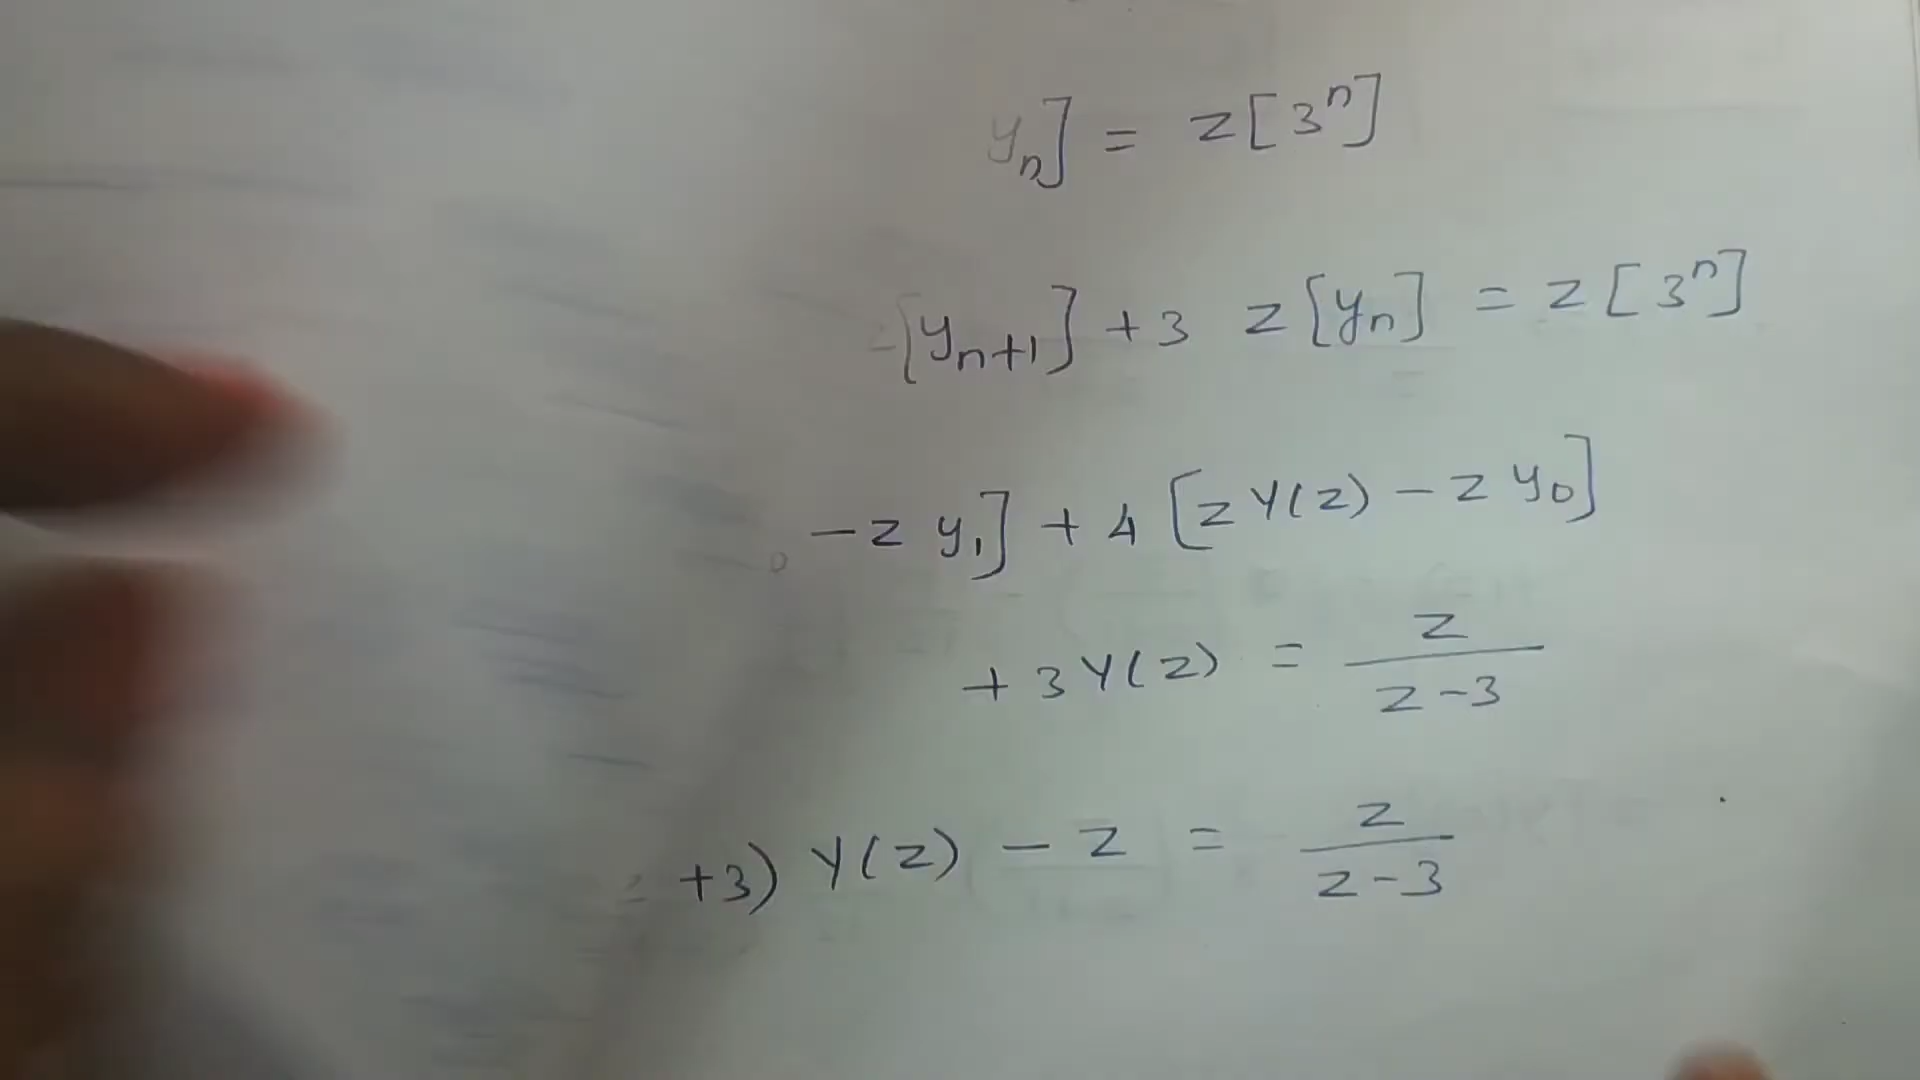 yₙ] = z[3ⁿ]
[yₙ₊₁] + 3 z[yₙ] = z[3ⁿ]
- z y₁] + 4 [z Y(z) - z y₀]
+ 3 Y(z) = z/(z-3)
+3) Y(z) - z = z/(z-3)